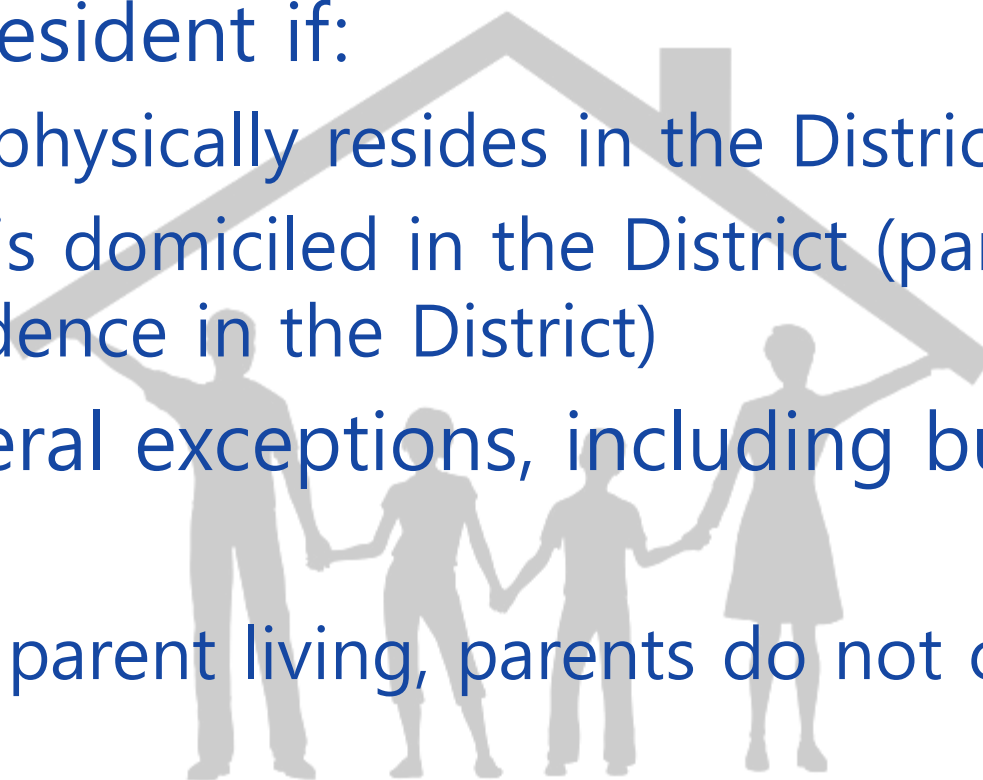 esident if:
physically resides in the Distric
is domiciled in the District (par
dence in the District)
eral exceptions, including bu
parent living, parents do not c